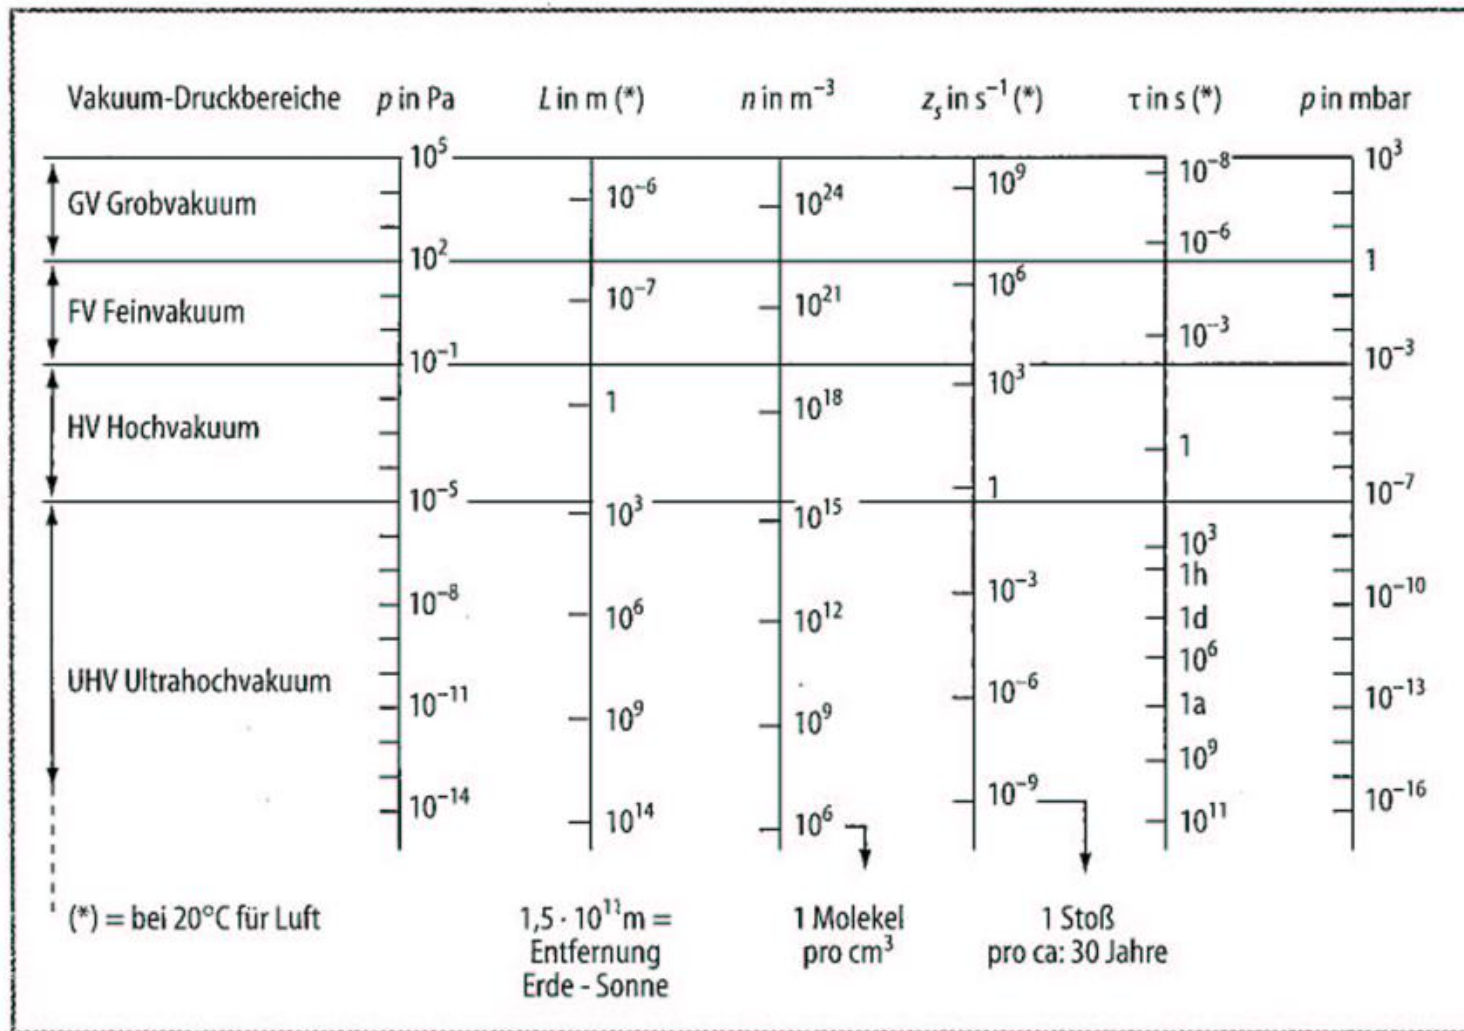 Vakuum-Druckbereiche p in Pa L in m (*) n in m⁻³ zₛ in s⁻¹ (*) τ in s (*) p in mbar
10⁵ 10⁻⁸ 10³
GV Grobvakuum 10⁻⁶ 10²⁴ 10⁹
10² 10⁻⁶ 1
FV Feinvakuum 10⁻⁷ 10²¹ 10⁶
10⁻¹ 10⁻³ 10⁻³
HV Hochvakuum 1 10¹⁸ 10³
1
10⁻⁵ 10³ 10¹⁵ 1 10⁻⁷
10³
1h
10⁻⁸ 10⁶ 10¹² 10⁻³ 1d 10⁻¹⁰
UHV Ultrahochvakuum 10⁶
10⁻¹¹ 10⁹ 10⁹ 10⁻⁶ 1a 10⁻¹³
10⁹
10⁻¹⁴ 10¹⁴ 10⁶ 10⁻⁹ 10¹¹ 10⁻¹⁶
(*) = bei 20°C für Luft 1,5 · 10¹¹m = 1 Molekel 1 Stoß
Entfernung pro cm³ pro ca: 30 Jahre
Erde - Sonne